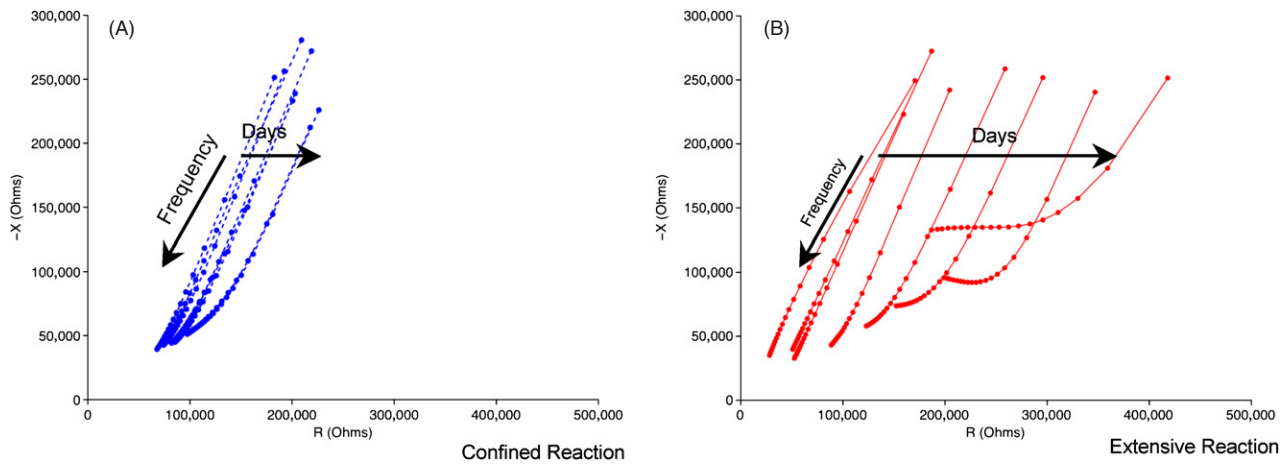 (A)
300,000
250,000
200,000
150,000
100,000
50,000
0
-X (Ohms)
Frequency
Days
0
100,000
200,000
300,000
400,000
500,000
R (Ohms)
Confined Reaction
(B)
300,000
250,000
200,000
150,000
100,000
50,000
0
-X (Ohms)
Frequency
Days
0
100,000
200,000
300,000
400,000
500,000
R (Ohms)
Extensive Reaction